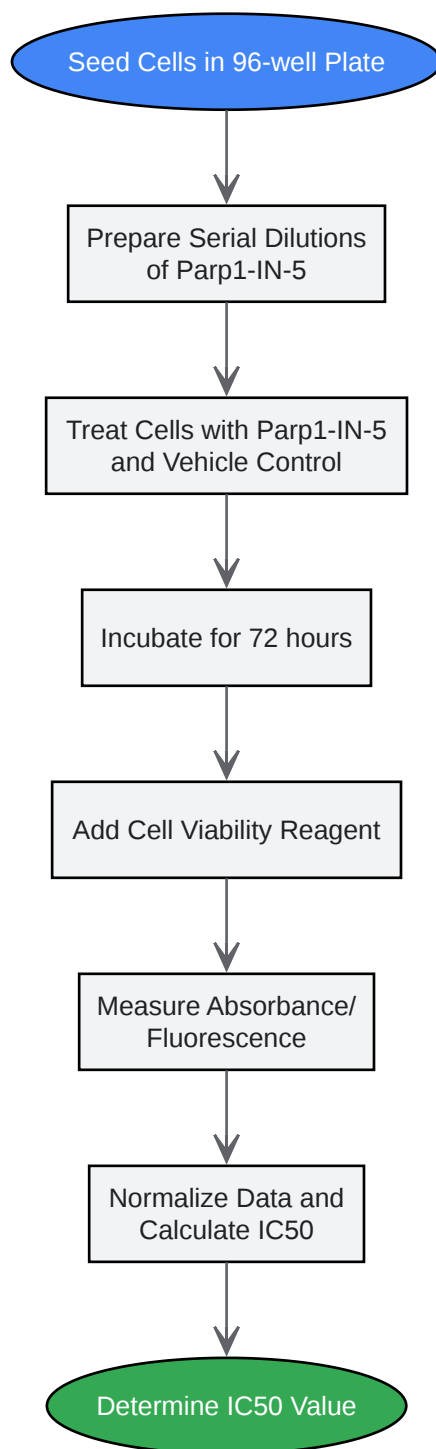 Seed Cells in 96-well Plate
Prepare Serial Dilutions
of Parp1-IN-5
Treat Cells with Parp1-IN-5
and Vehicle Control
Incubate for 72 hours
Add Cell Viability Reagent
Measure Absorbance/
Fluorescence
Normalize Data and
Calculate IC50
Determine IC50 Value